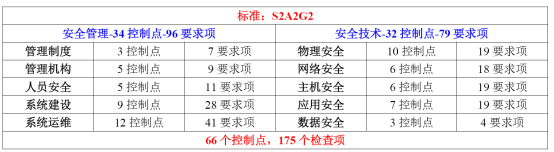 标准：S2A2G2
安全管理-34 控制点-96 要求项 安全技术-32 控制点-79 要求项
管理制度 3 控制点 7 要求项 物理安全 10 控制点 19 要求项
管理机构 5 控制点 9 要求项 网络安全 6 控制点 18 要求项
人员安全 5 控制点 11 要求项 主机安全 6 控制点 19 要求项
系统建设 9 控制点 28 要求项 应用安全 7 控制点 19 要求项
系统运维 12 控制点 41 要求项 数据安全 3 控制点 4 要求项
66 个控制点，175 个检查项